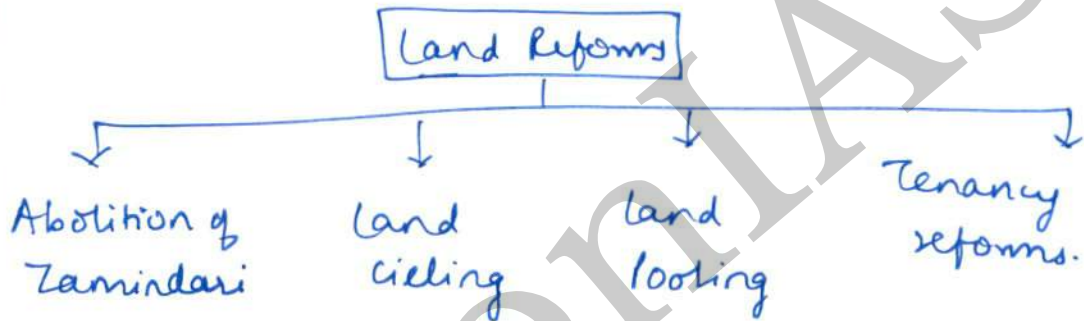 Land Reforms
Abolition of
Zamindari
Land
cieling
Land
Pooling
Tenancy
reforms.